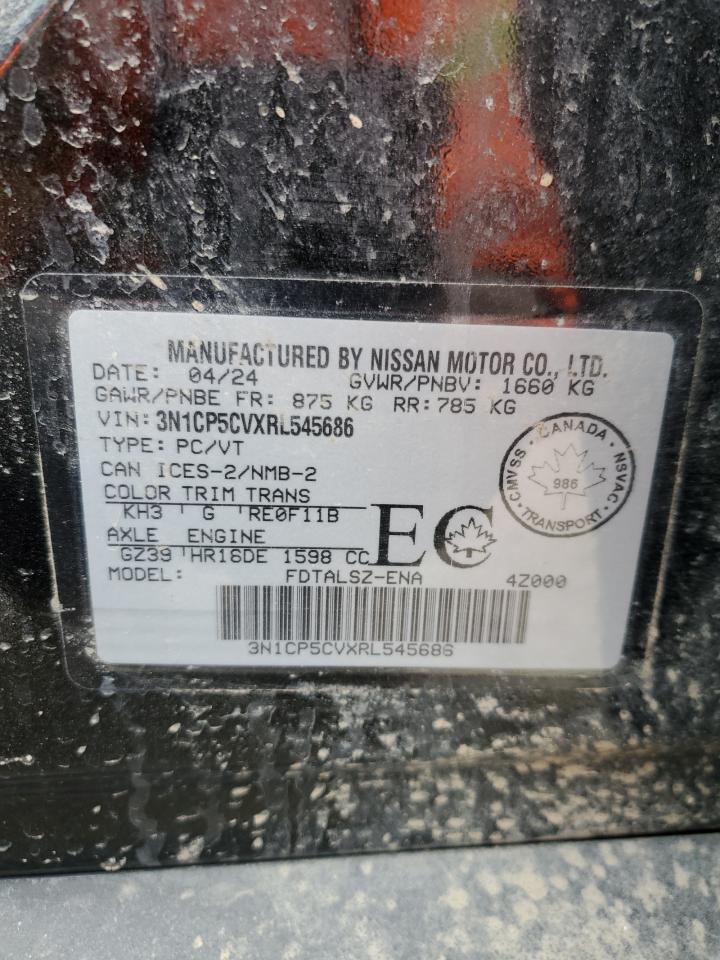 MANUFACTURED BY NISSAN MOTOR CO., LTD.
DATE: 04/24 GVWR/PNBV: 1660 KG
GAWR/PNBE FR: 875 KG RR:785 KG
VIN: 3N1CP5CVXRL545686
TYPE: PC/VT
CAN ICES-2/NMB-2
COLOR TRIM TRANS
KH3 G RE0F11B
AXLE ENGINE
GZ39 HR16DE 1598 CC
EC
MODEL: FDTALSZ-ENA 4Z000
3N1CP5CVXRL545686
CANADA
CMVSS
NSVAC
986
TRANSPORT